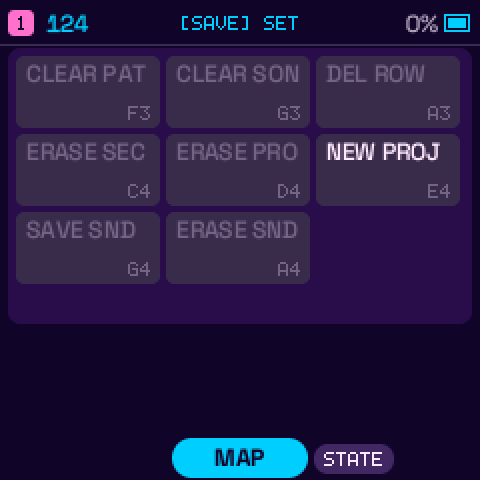 1 124 [SAVE] SET 0%
CLEAR PAT CLEAR SON DEL ROW
F3 G3 A3
ERASE SEC ERASE PRO NEW PROJ
C4 D4 E4
SAVE SND ERASE SND
G4 A4
MAP STATE